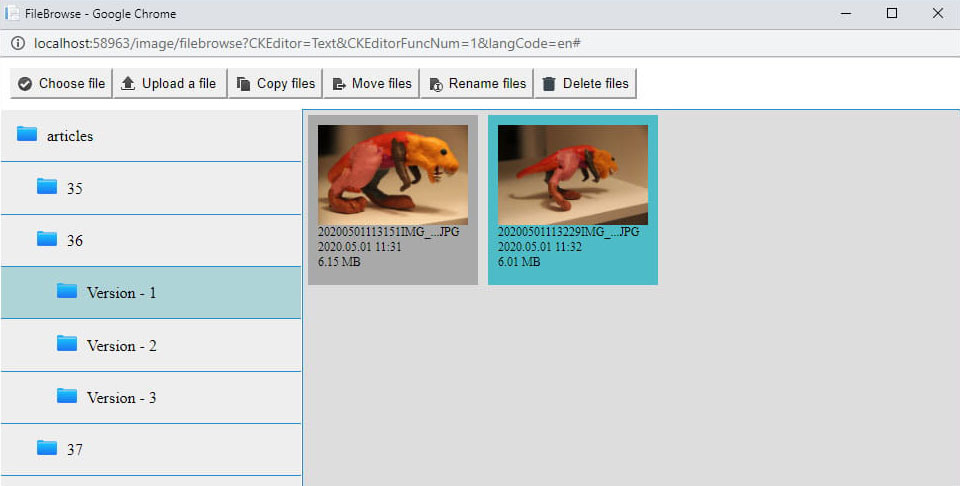 FileBrowse - Google Chrome
localhost:58963/image/filebrowse?CKEditor=Text&CKEditorFuncNum=1&langCode=en#
Choose file Upload a file Copy files Move files Rename files Delete files
articles
35
36
Version - 1
Version - 2
Version - 3
37
20200501113151IMG_...JPG
2020.05.01 11:31
6.15 MB
20200501113229IMG_...JPG
2020.05.01 11:32
6.01 MB